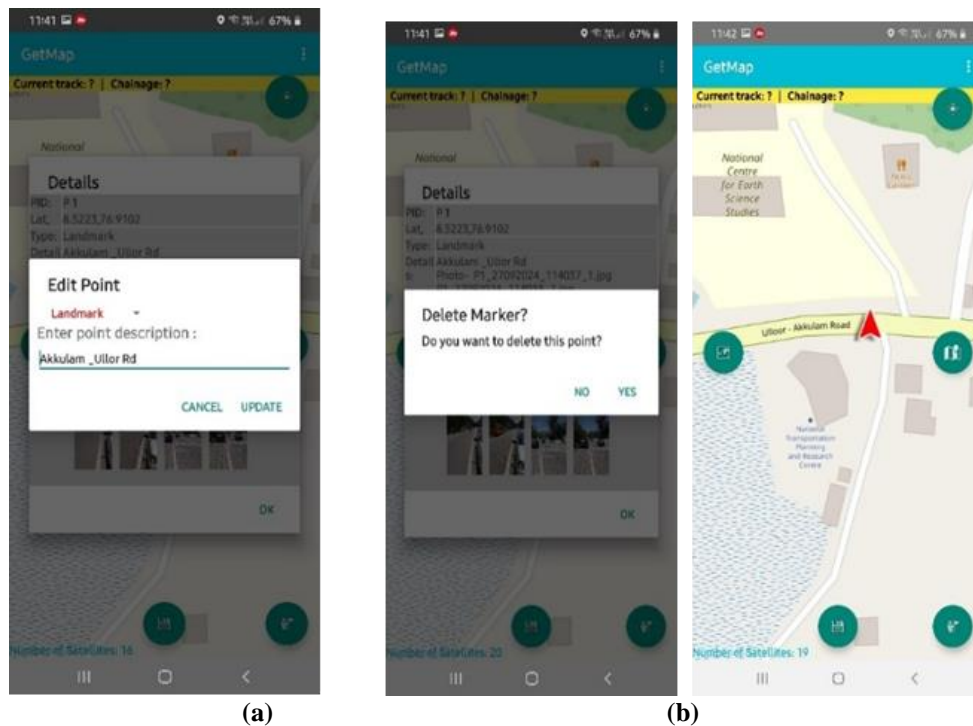 11:41
67%
GetMap
Current track: ? | Chainage: ?
National
Details
PID: P 1
Lat, 8.5223,76.9102
Type: Landmark
Detail Akkulam _Ullor Rd
Edit Point
Landmark
Enter point description :
Akkulam _Ullor Rd
CANCEL UPDATE
OK
Number of Satellites: 16
(a)
11:41
67%
GetMap
Current track: ? | Chainage: ?
National
Details
PID: P 1
Lat, 8.5223,76.9102
Type: Landmark
Detail Akkulam _Ullor Rd
s: Photo- P1_27092024_114037_1.jpg
Delete Marker?
Do you want to delete this point?
NO YES
OK
Number of Satellites: 20
11:42
67%
GetMap
Current track: ? | Chainage: ?
National
Centre
for Earth
Science
Studies
Ulloor - Akkulam Road
National
Transportation
Planning
and Research
Centre
Number of Satellites: 19
(b)